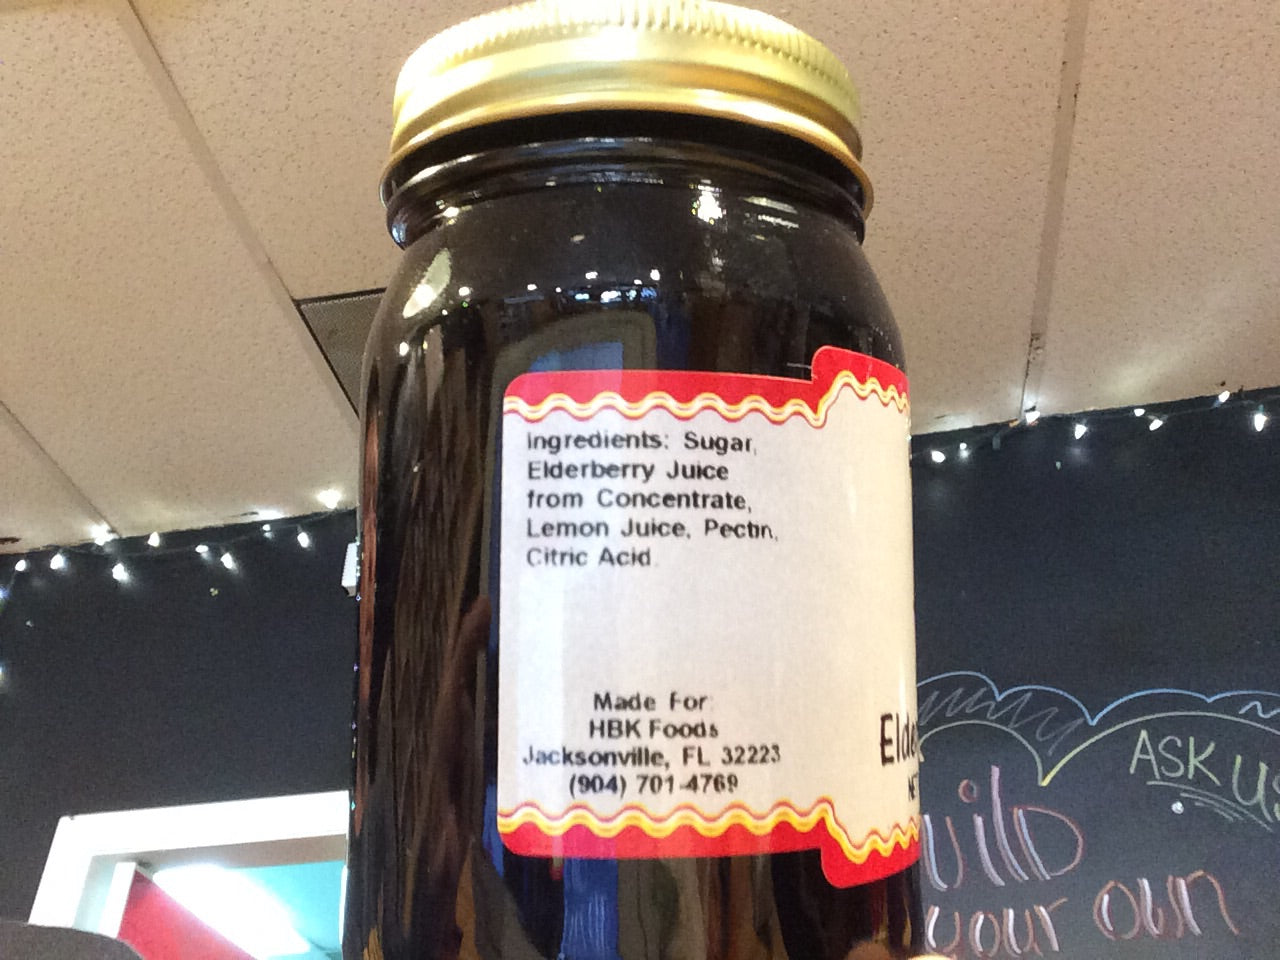 Ingredients: Sugar,
Elderberry Juice
from Concentrate,
Lemon Juice, Pectin,
Citric Acid
Made For:
HBK Foods
Jacksonville, FL 32223
(904) 701-4769
ASK
uilD
your own